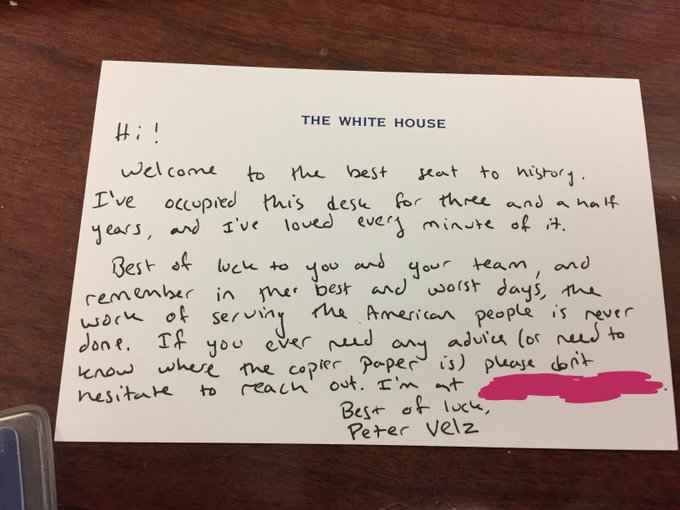 THE WHITE HOUSE
Hi!
Welcome to the best seat to history.
I've occupied this desk for three and a half
years, and I've loved every minute of it.
Best of luck to you and your team, and
remember in the best and worst days, the
work of serving the American people is never
done. If you ever need any advice (or need to
know where the copier paper is) please don't
hesitate to reach out. I'm at
Best of luck,
Peter Velz